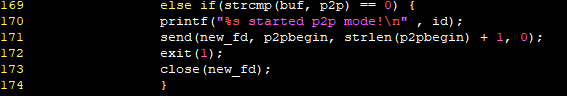 169 else if(strcmp(buf, p2p) == 0) {
170 printf("%s started p2p mode!\n" , id);
171 send(new_fd, p2pbegin, strlen(p2pbegin) + 1, 0);
172 exit(1);
173 close(new_fd);
174 }